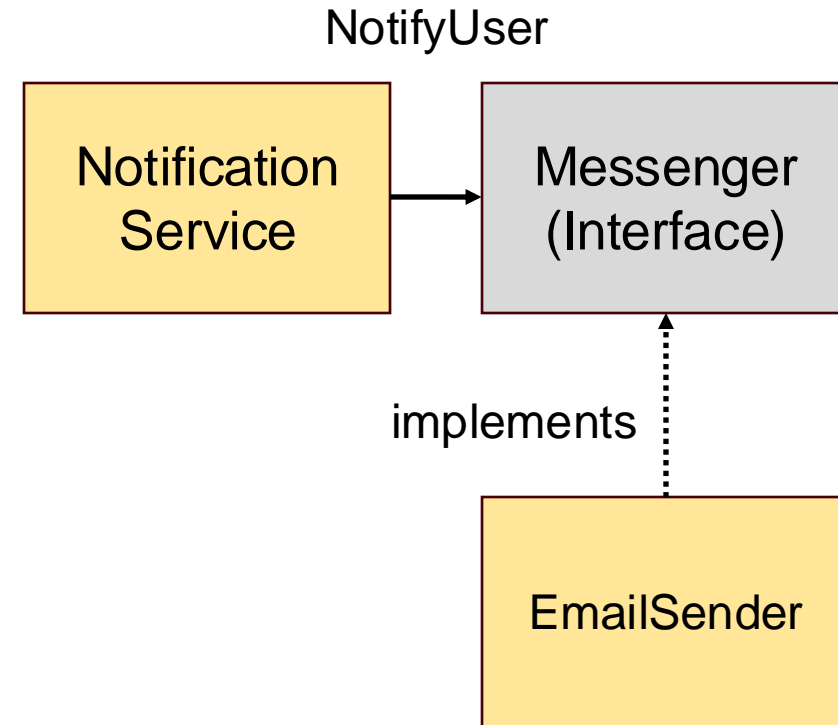 NotifyUser
Notification
Service
Messenger
(Interface)
implements
EmailSender